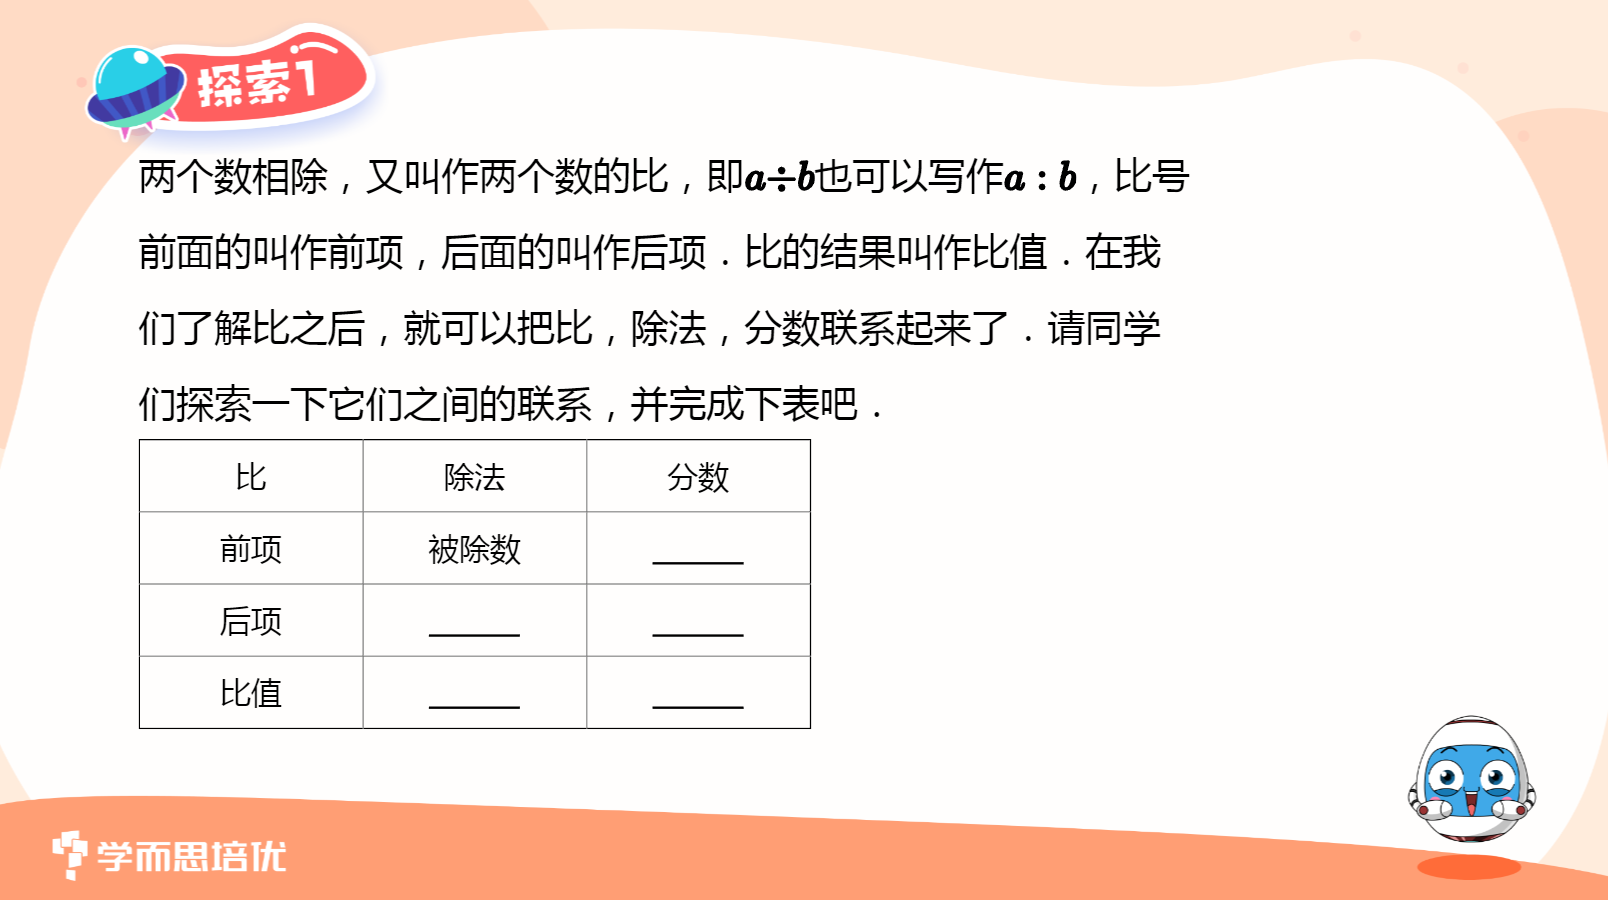 探索1
两个数相除，又叫作两个数的比，即a÷b也可以写作a：b，比号
前面的叫作前项，后面的叫作后项．比的结果叫作比值．在我
们了解比之后，就可以把比，除法，分数联系起来了．请同学
们探索一下它们之间的联系，并完成下表吧．
比 除法 分数
前项 被除数 ______
后项 ______ ______
比值 ______ ______
学而思培优